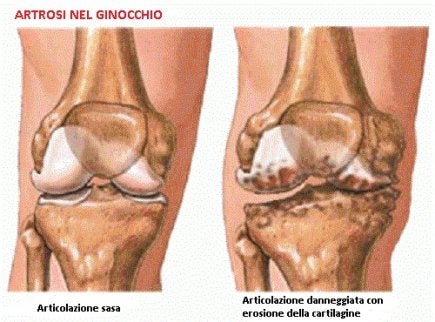 ARTROSI NEL GINOCCHIO
Articolazione sasa
Articolazione danneggiata con
erosione della cartilagine